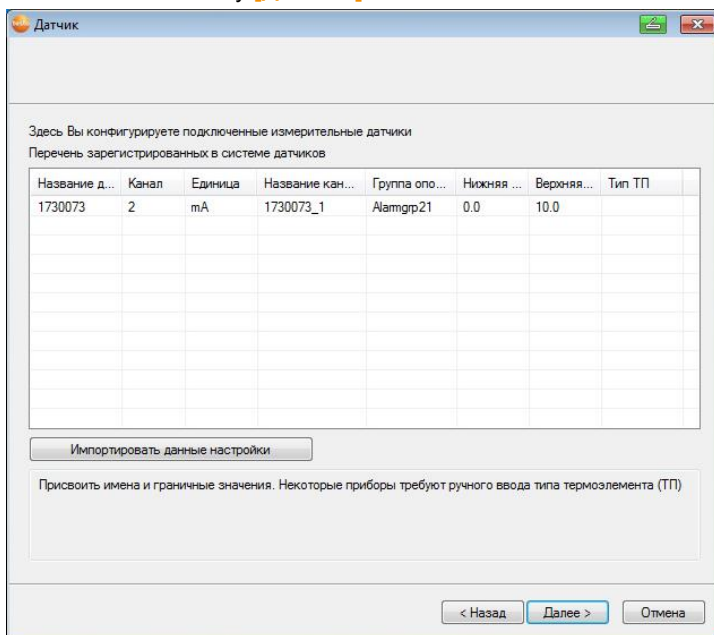 Датчик
Здесь Вы конфигурируете подключенные измерительные датчики
Перечень зарегистрированных в системе датчиков
Название д... Канал Единица Название кан... Группа опо... Нижняя ... Верхняя... Тип ТП
1730073 2 mA 1730073_1 Alarmgrp21 0.0 10.0
Импортировать данные настройки
Присвоить имена и граничные значения. Некоторые приборы требуют ручного ввода типа термоэлемента (ТП)
< Назад Далее > Отмена